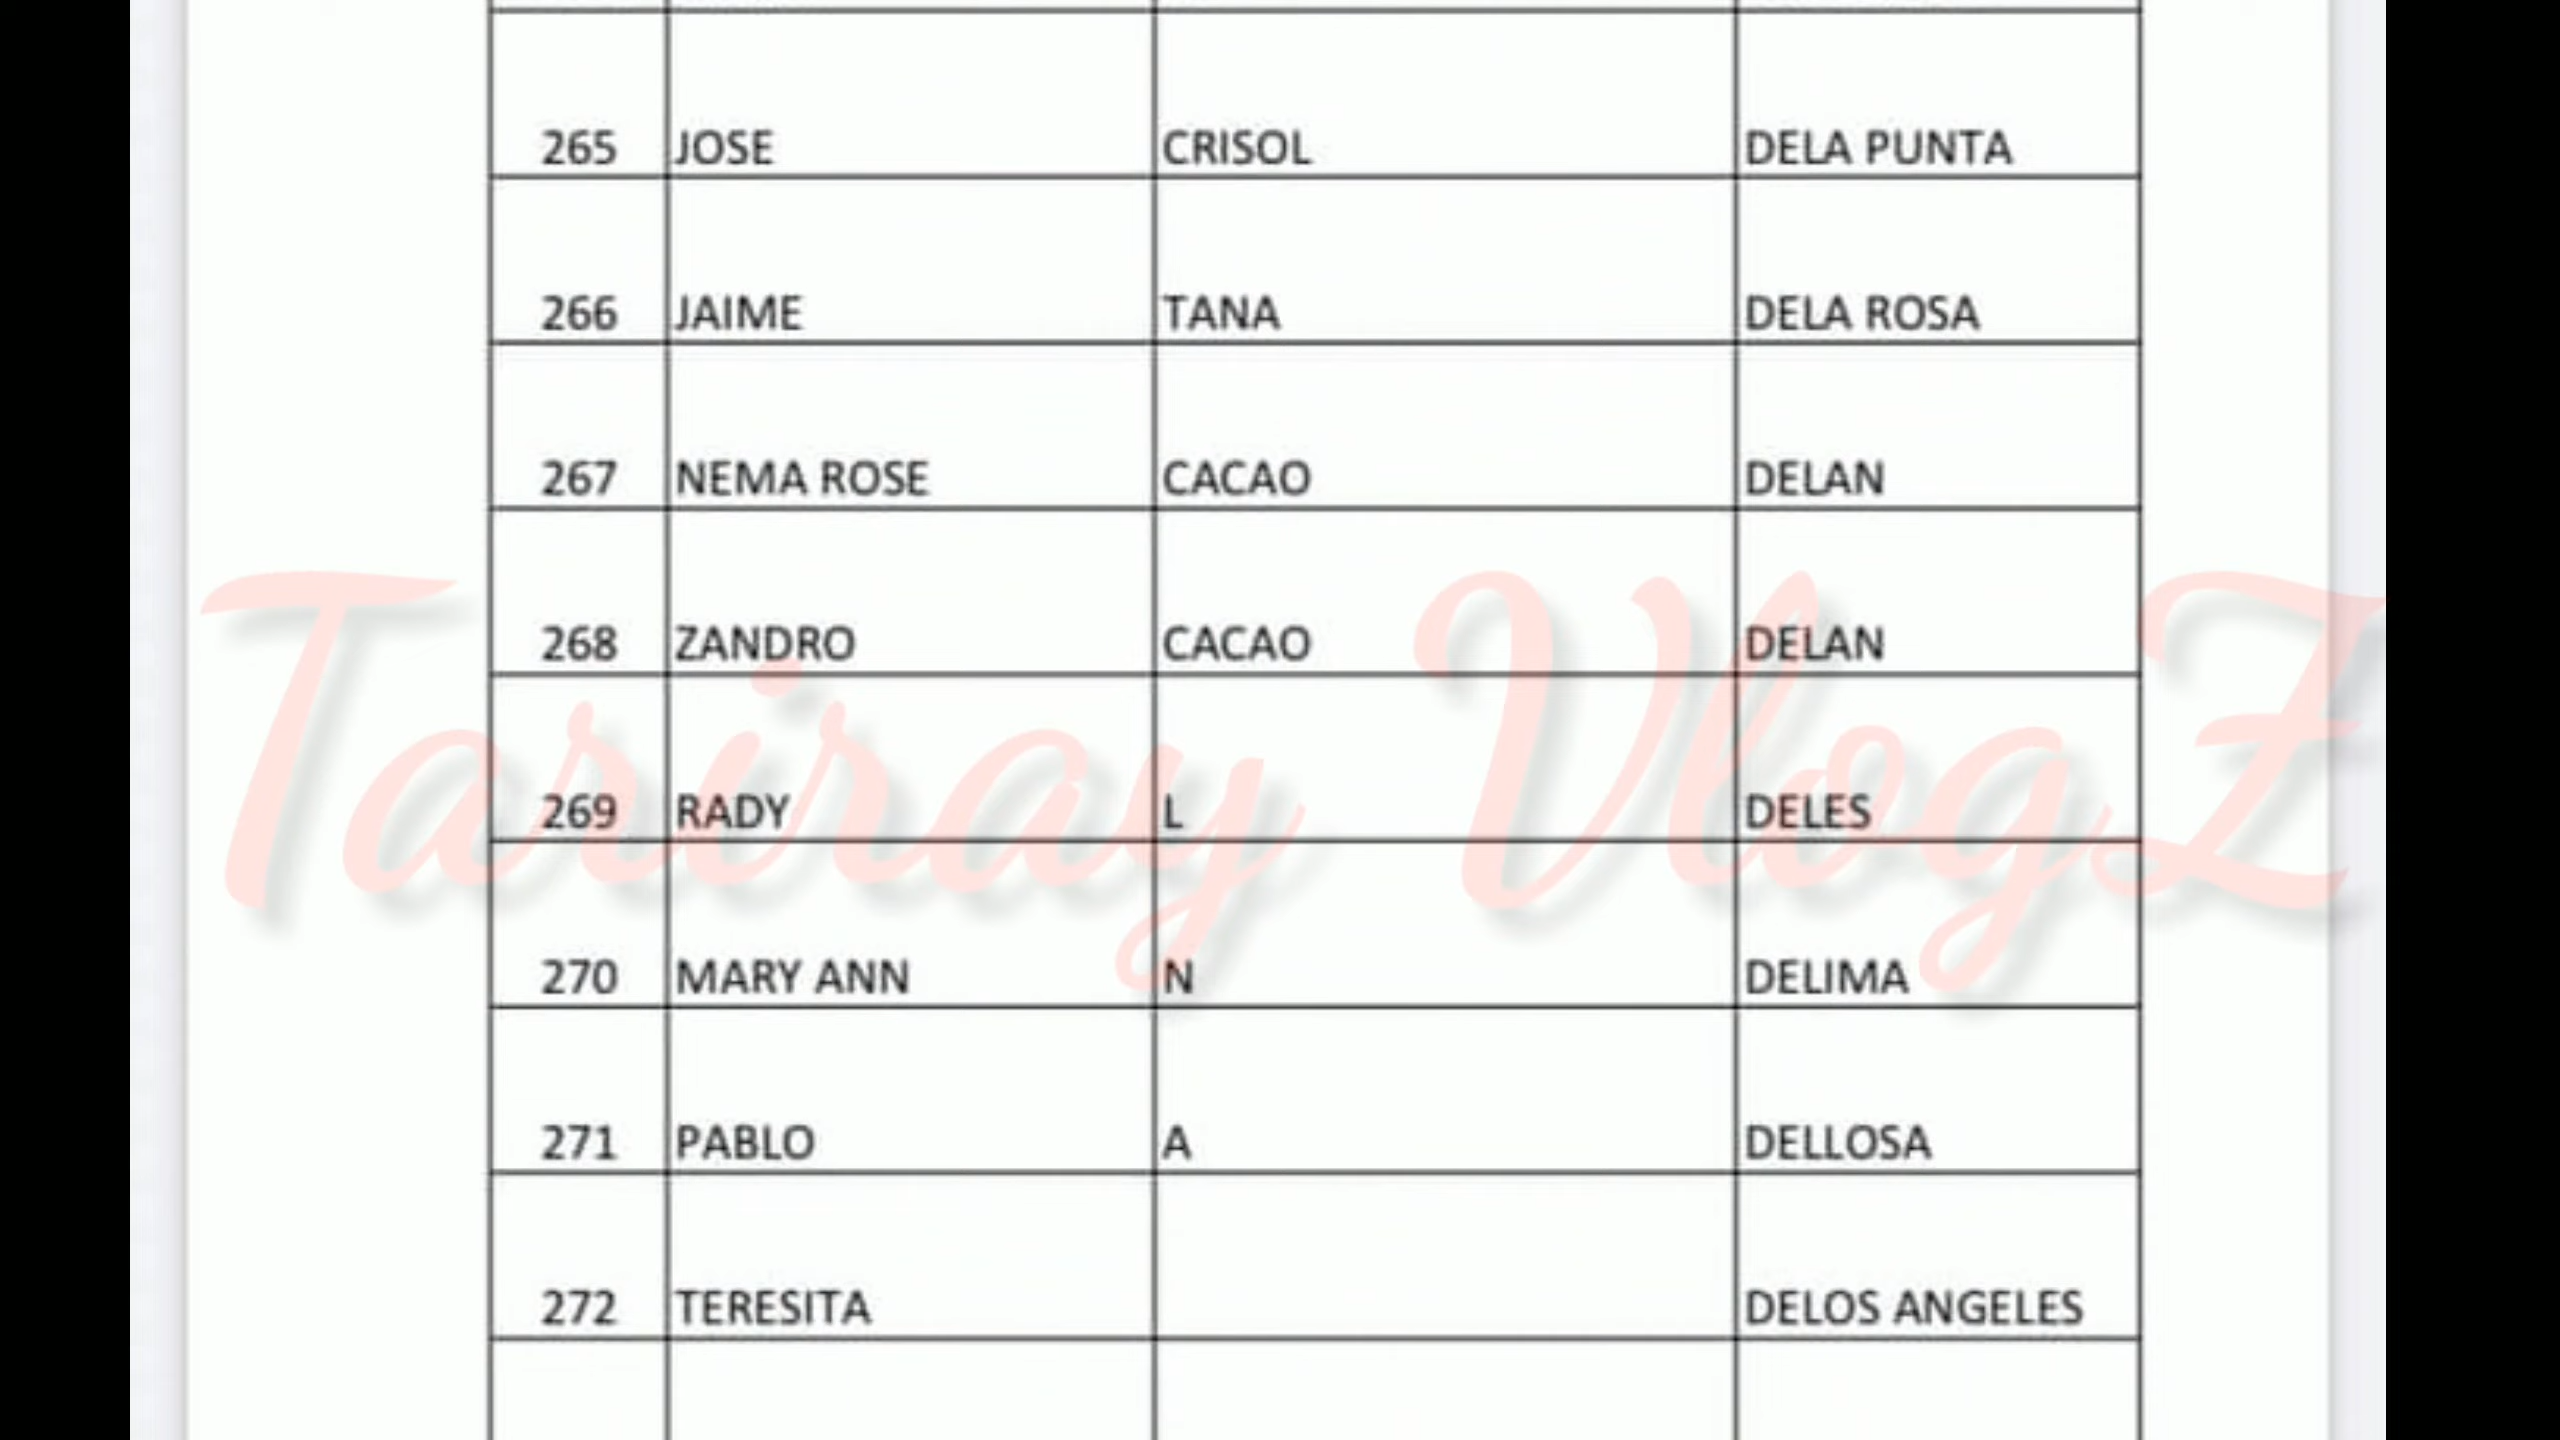 265 JOSE CRISOL DELA PUNTA
266 JAIME TANA DELA ROSA
267 NEMA ROSE CACAO DELAN
268 ZANDRO CACAO DELAN
Tariray VlogZ
269 RADY L DELES
270 MARY ANN N DELIMA
271 PABLO A DELLOSA
272 TERESITA DELOS ANGELES